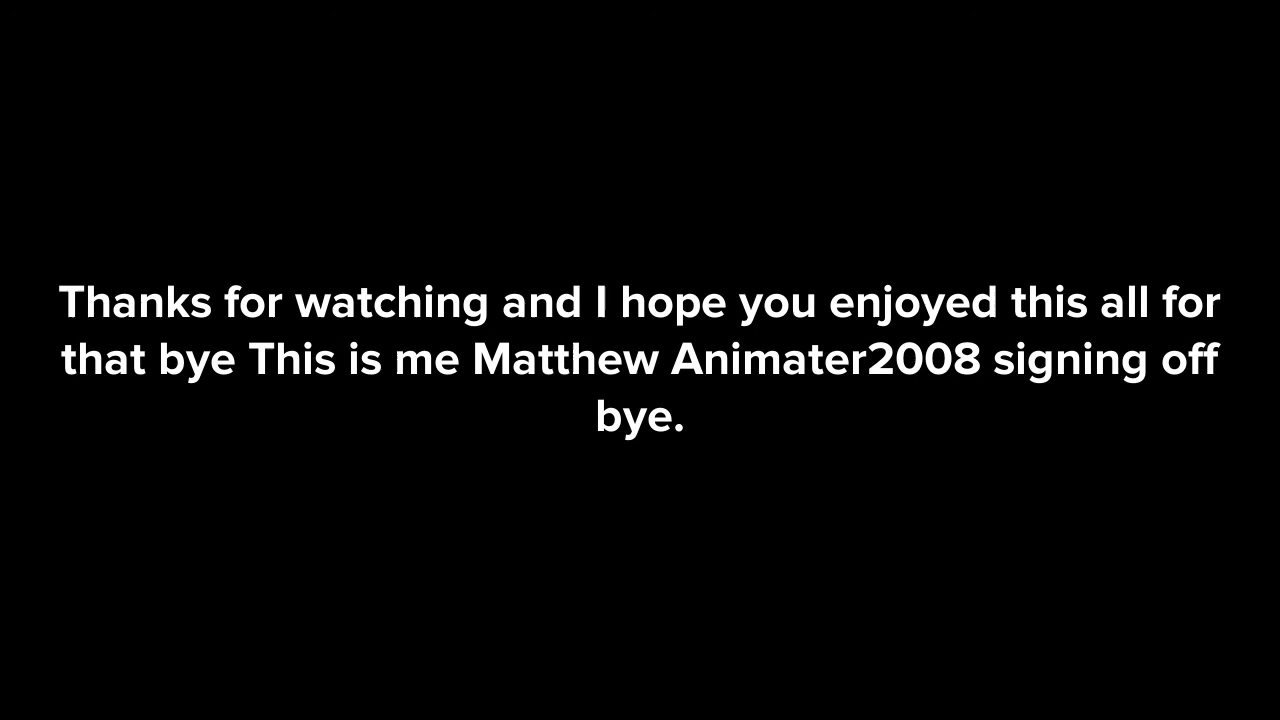 Thanks for watching and I hope you enjoyed this all for
that bye This is me Matthew Animater2008 signing off
bye.